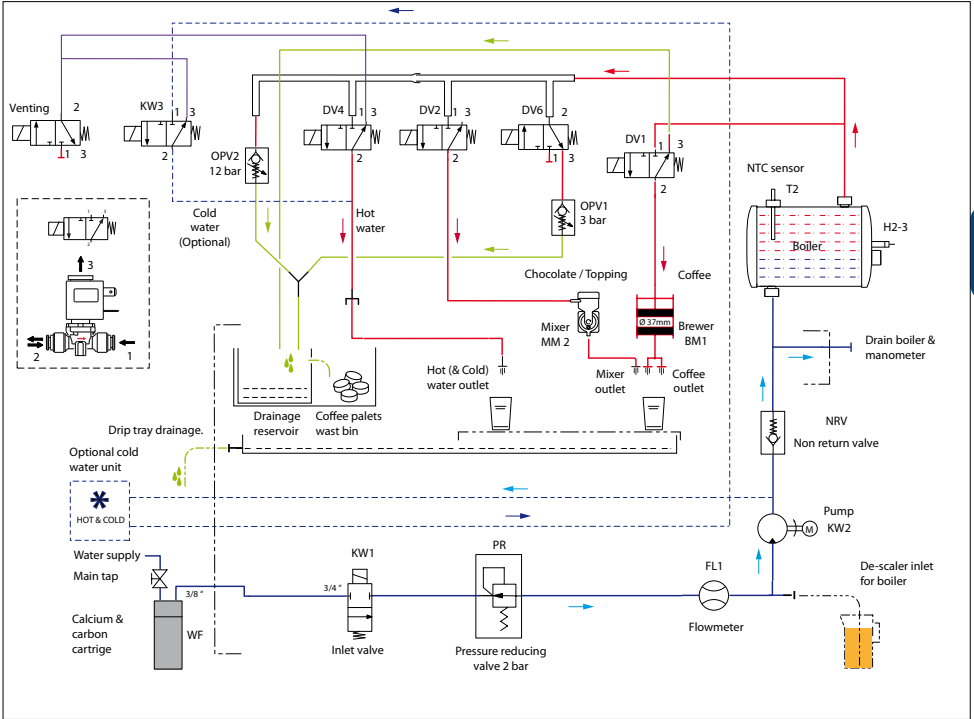 Venting
2
1
3
KW3
1
3
2
DV4
1
3
2
DV2
1
3
2
DV6
2
1
3
DV1
1
3
2
OPV2
12 bar
OPV1
3 bar
NTC sensor
T2
H2-3
Boiler
Cold
water
(Optional)
Hot
water
3
2
1
Chocolate / Topping
Coffee
Mixer
MM 2
Ø 37mm
Brewer
BM1
Drain boiler &
manometer
Hot (& Cold)
water outlet
Mixer
outlet
Coffee
outlet
Drainage
reservoir
Coffee palets
wast bin
NRV
Non return valve
Drip tray drainage.
Optional cold
water unit
HOT & COLD
Pump
KW2
M
Water supply
Main tap
3/8 "
3/4 "
KW1
PR
FL1
De-scaler inlet
for boiler
Calcium &
carbon
cartrige
WF
Inlet valve
Pressure reducing
valve 2 bar
Flowmeter